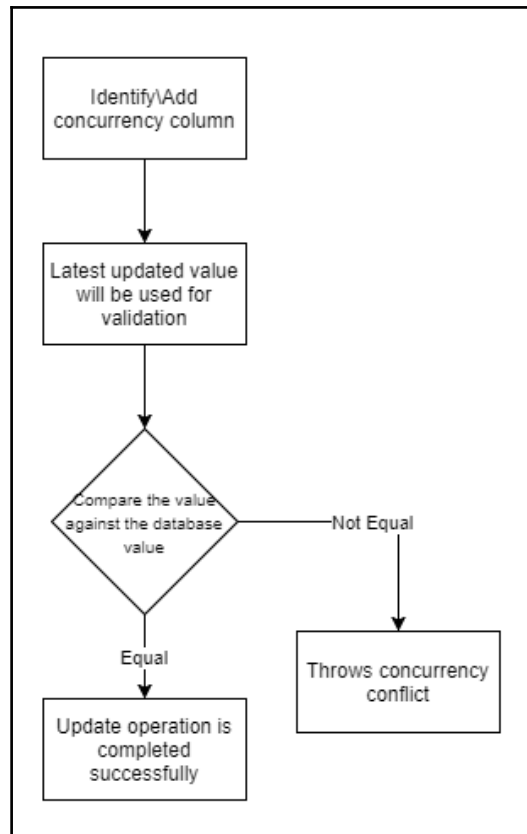 Identify\Add
concurrency column
Latest updated value
will be used for
validation
Compare the value
against the database
value
Not Equal
Equal
Throws concurrency
conflict
Update operation is
completed
successfully